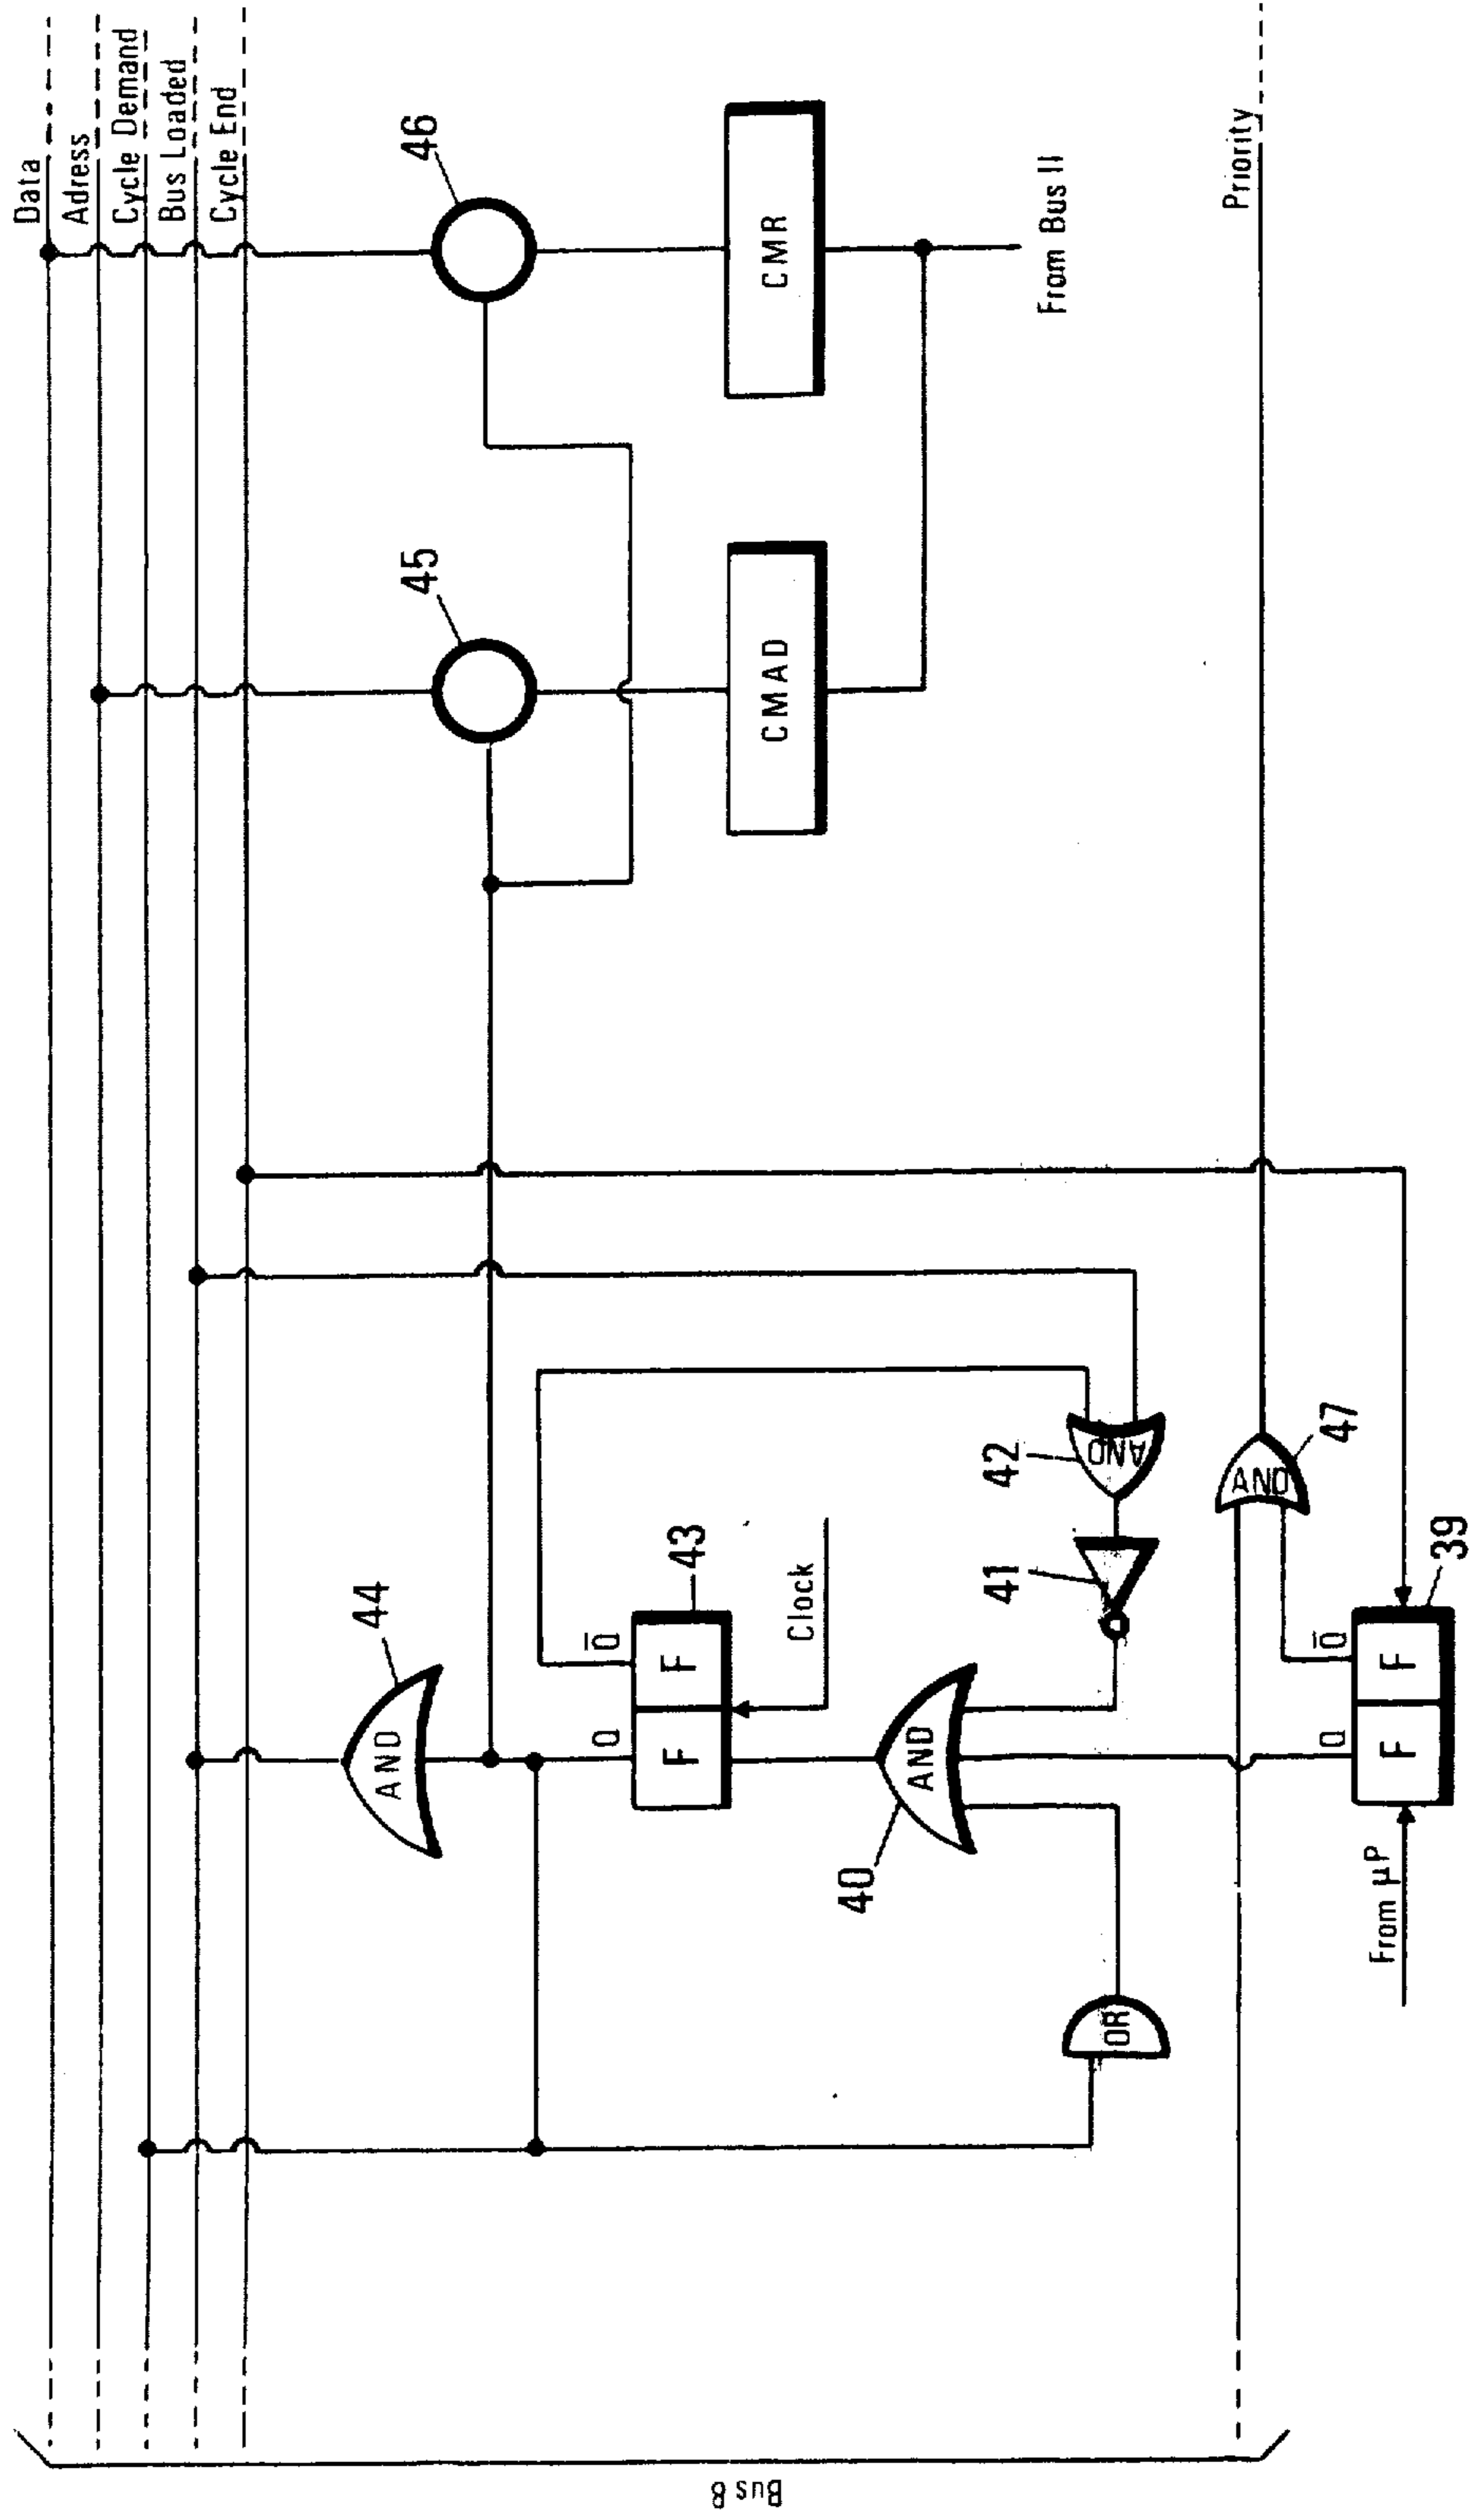 Data
Adress
Cycle Demand
Bus Loaded
Cycle End
46
45
CMR
CMAD
From Bus II
Priority
44
AND
Q
Q̅
F
F
43
Clock
40
AND
41
42
AND
OR
AND
47
Q
Q̅
F
F
39
From µP
Bus 8